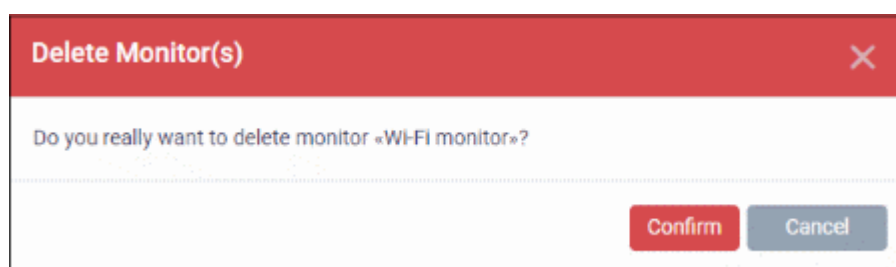 Delete Monitor(s)
Do you really want to delete monitor «Wi-Fi monitor»?
Confirm
Cancel